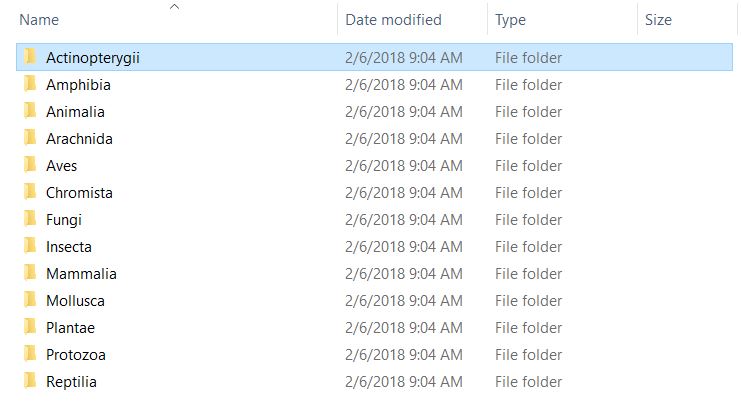 Name Date modified Type Size
Actinopterygii 2/6/2018 9:04 AM File folder
Amphibia 2/6/2018 9:04 AM File folder
Animalia 2/6/2018 9:04 AM File folder
Arachnida 2/6/2018 9:04 AM File folder
Aves 2/6/2018 9:04 AM File folder
Chromista 2/6/2018 9:04 AM File folder
Fungi 2/6/2018 9:04 AM File folder
Insecta 2/6/2018 9:04 AM File folder
Mammalia 2/6/2018 9:04 AM File folder
Mollusca 2/6/2018 9:04 AM File folder
Plantae 2/6/2018 9:04 AM File folder
Protozoa 2/6/2018 9:04 AM File folder
Reptilia 2/6/2018 9:04 AM File folder